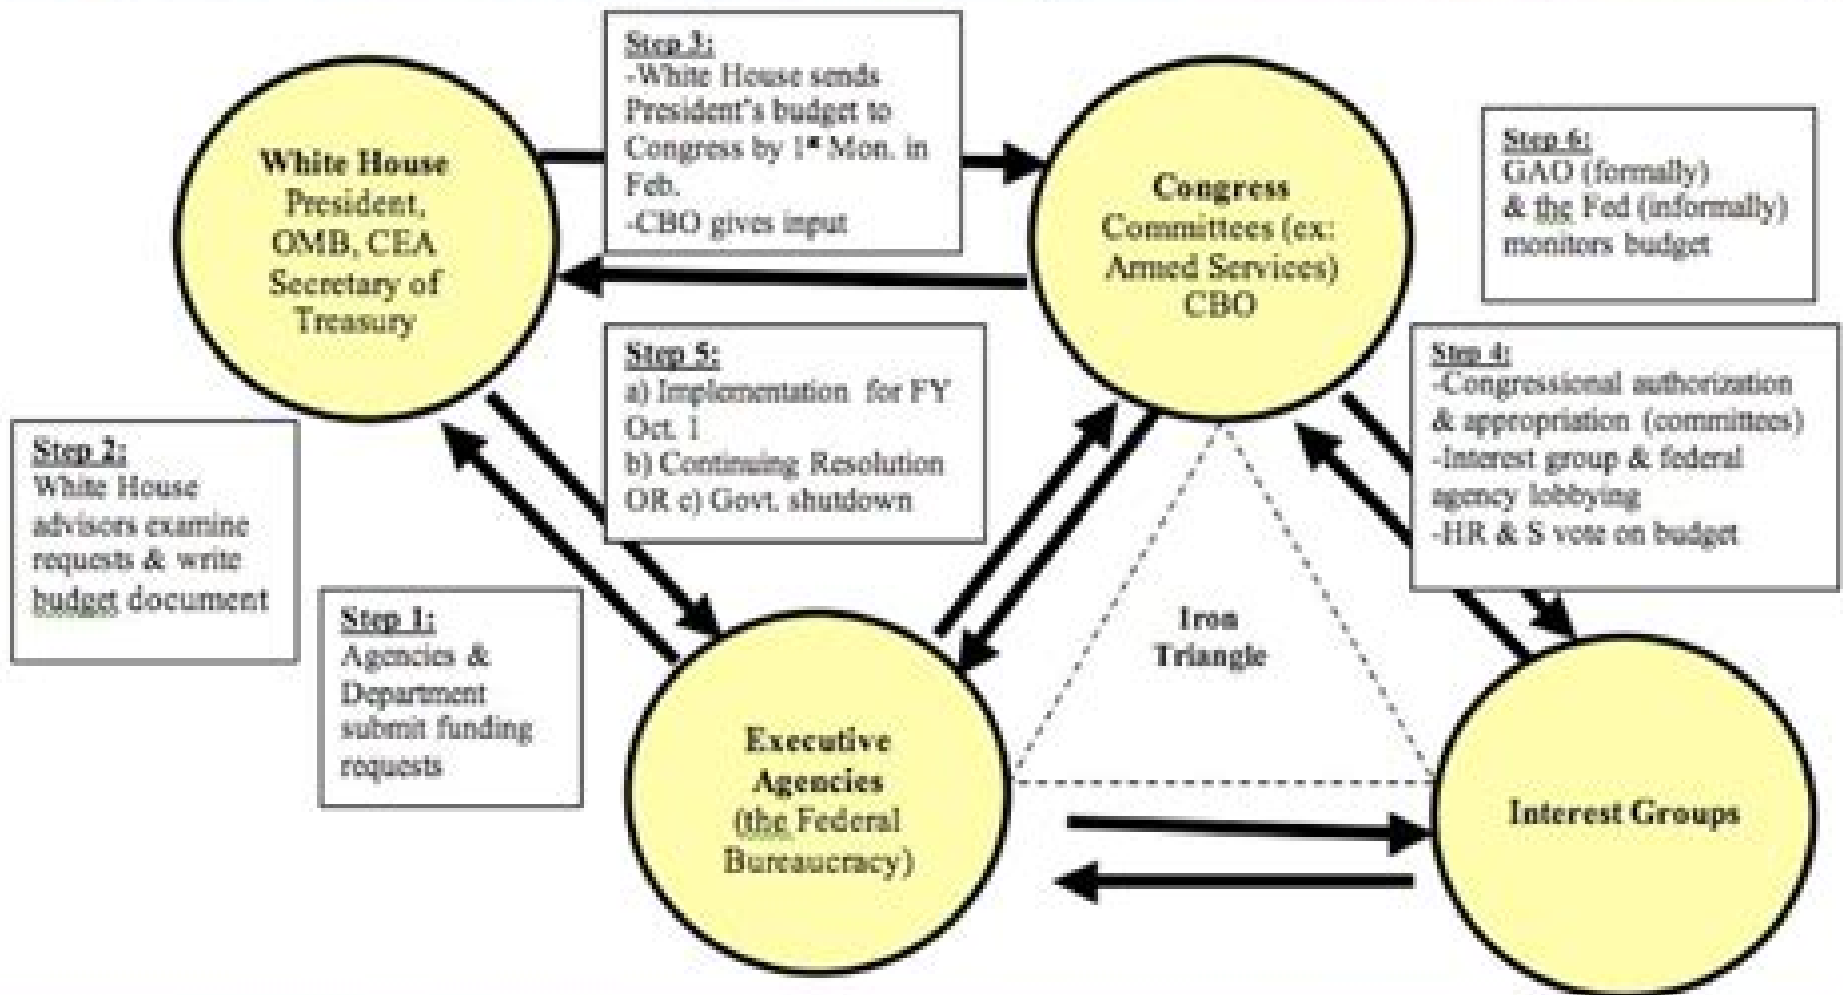 White House
President,
OMB, CEA
Secretary of
Treasury
Step 3:
-White House sends
President's budget to
Congress by 1st Mon. in
Feb.
-CBO gives input
Congress
Committees (ex:
Armed Services)
CBO
Step 6:
GAO (formally)
& the Fed (informally)
monitors budget
Step 5:
a) Implementation for FY
Oct. 1
b) Continuing Resolution
OR c) Govt. shutdown
Step 4:
-Congressional authorization
& appropriation (committees)
-Interest group & federal
agency lobbying
-HR & S vote on budget
Step 2:
White House
advisors examine
requests & write
budget document
Step 1:
Agencies &
Department
submit funding
requests
Iron
Triangle
Executive
Agencies
(the Federal
Bureaucracy)
Interest Groups